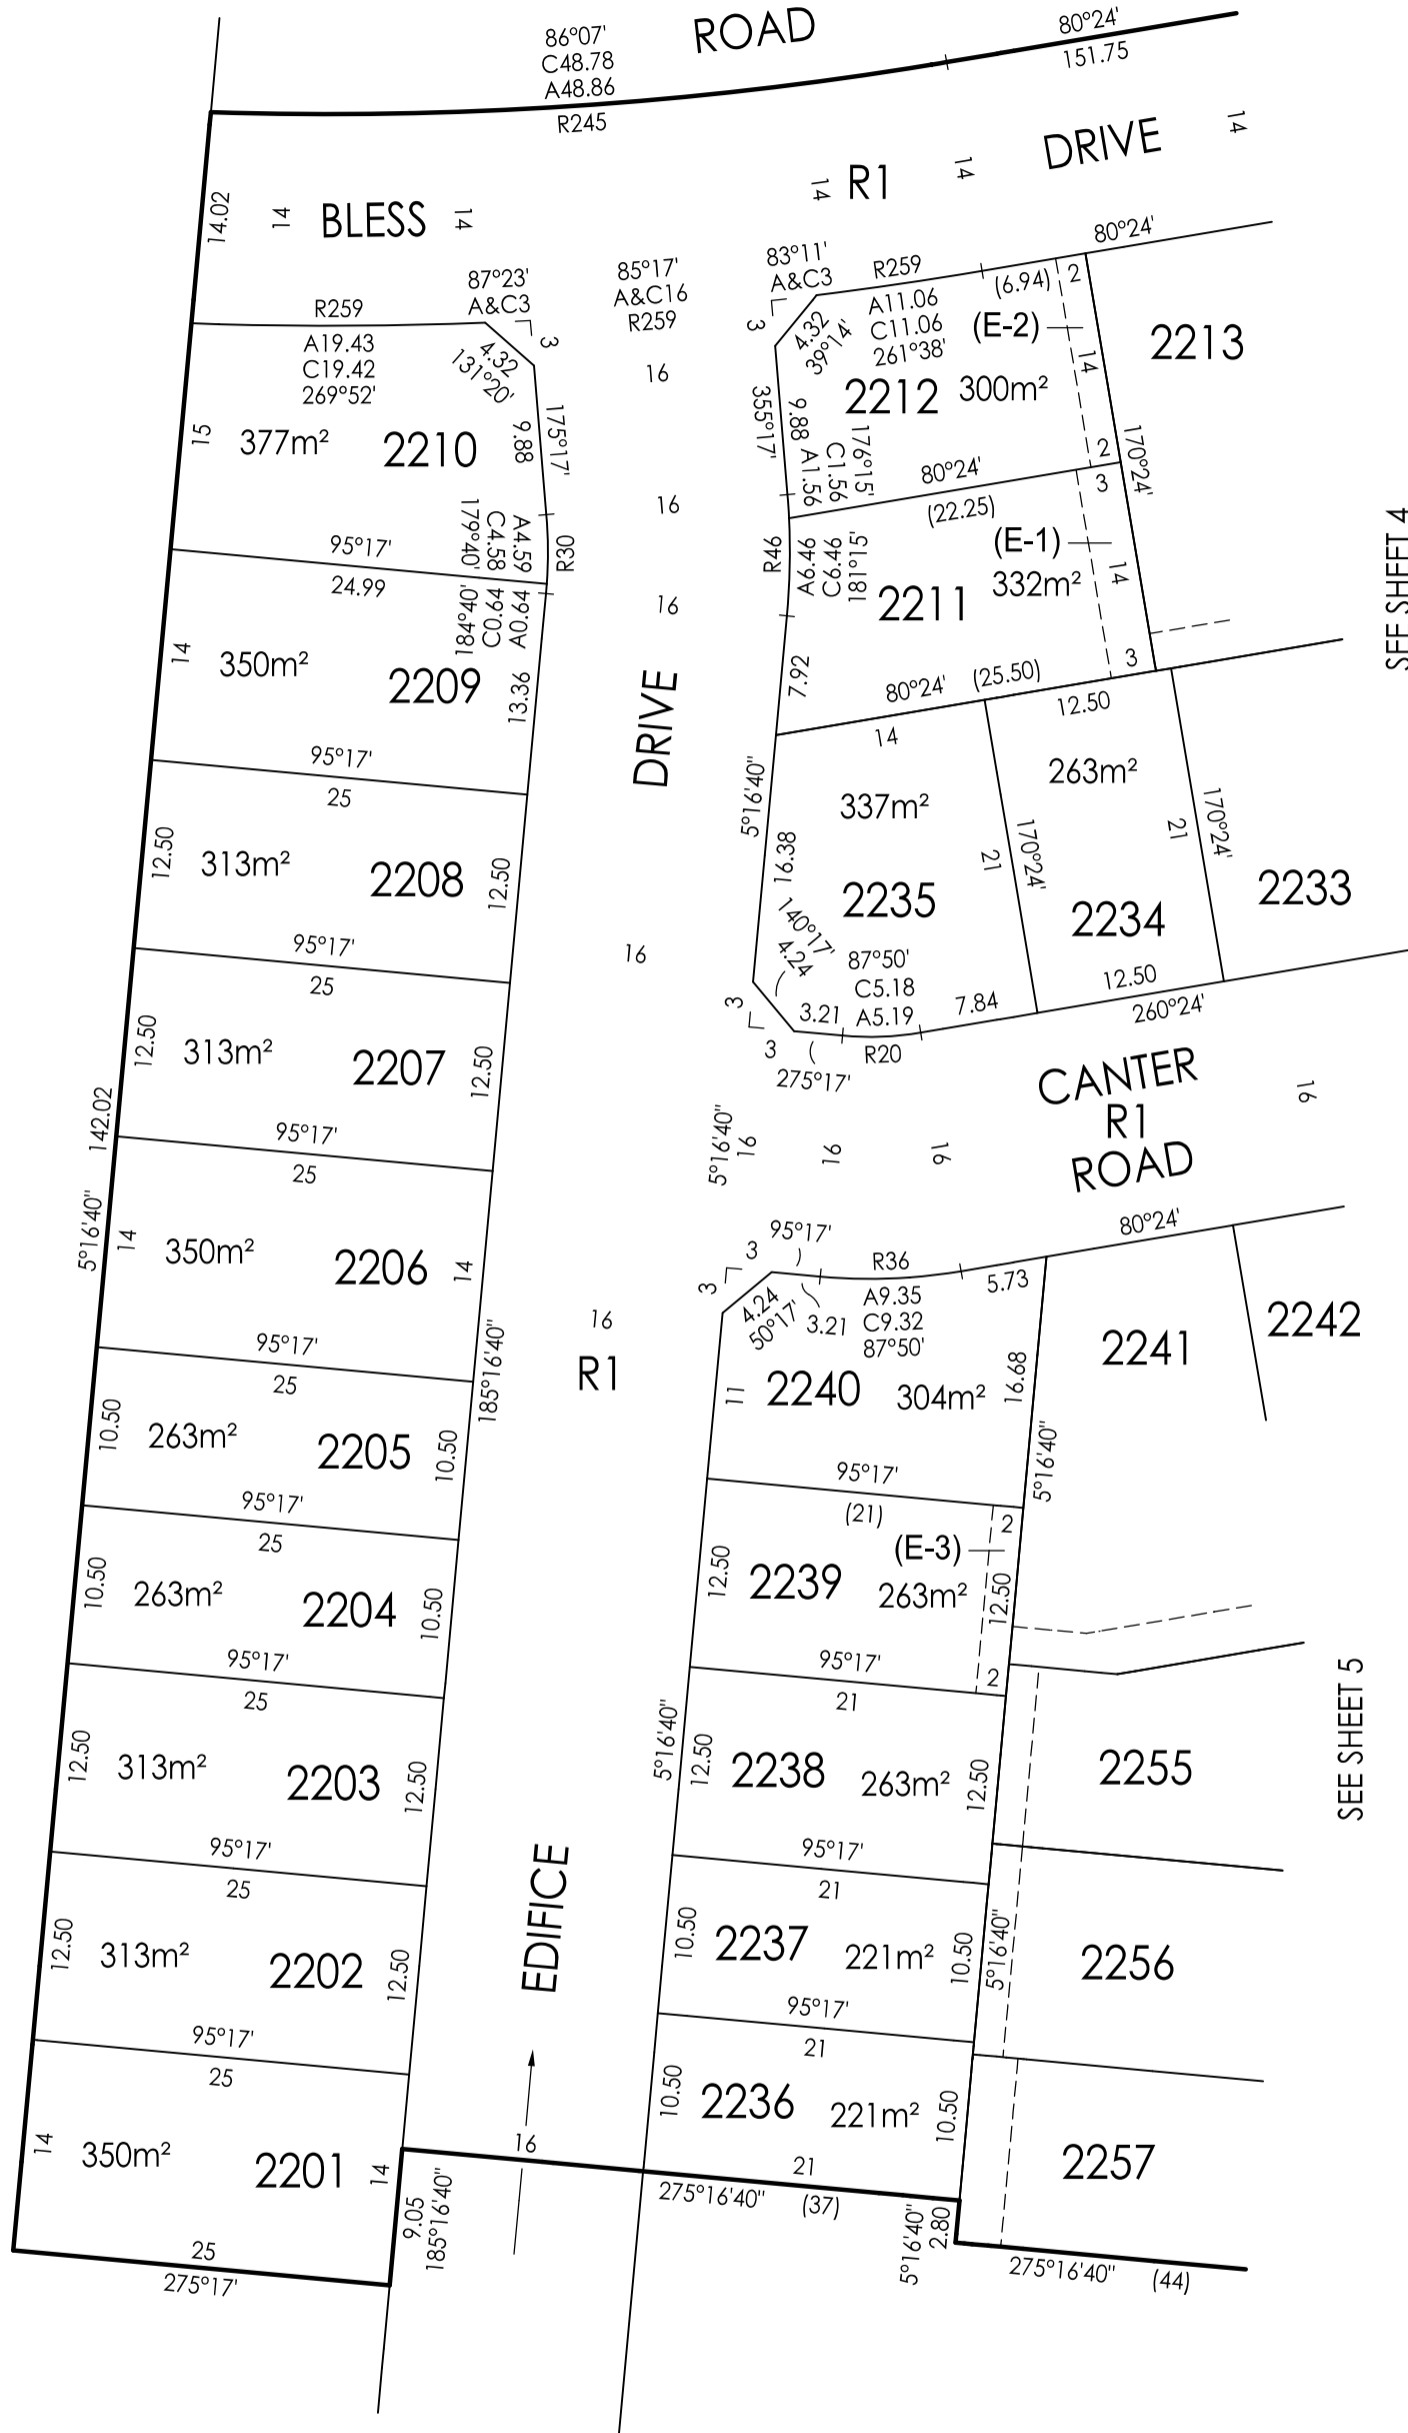 86°07'
C48.78
A48.86
R245
ROAD
80°24'
151.75
14.02
14
BLESS
14
14
R1
14
DRIVE
14
80°24'
R259
87°23'
A&C3
3
85°17'
A&C16
R259
83°11'
A&C3
3
R259
(6.94)
2
A11.06
C11.06
261°38'
(E-2)
4.32
39°14'
14
2213
A19.43
C19.42
269°52'
4.32
131°20'
16
2212
300m²
15
377m²
2210
9.88
175°17'
355°17'
9.88
A1.56
C1.56
176°15'
80°24'
2
170°24'
(22.25)
3
16
A4.59
C4.58
179°40'
R30
R46
A6.46
C6.46
181°15'
(E-1)
14
332m²
2211
SEE SHEET 4
95°17'
24.99
A0.64
C0.64
184°40'
16
14
350m²
2209
13.36
7.92
80°24'
(25.50)
3
12.50
14
DRIVE
95°17'
25
5°16'40"
337m²
263m²
12.50
313m²
2208
12.50
16.38
21
170°24'
21
170°24'
2235
2234
2233
140°17'
4.24
87°50'
C5.18
A5.19
3.21
7.84
12.50
260°24'
R20
3
3
275°17'
16
95°17'
25
12.50
313m²
2207
12.50
CANTER
R1
ROAD
16
5°16'40"
16
16
16
142.02
5°16'40"
95°17'
25
14
350m²
2206
14
80°24'
95°17'
3
3
R36
5.73
4.24
50°17'
3.21
A9.35
C9.32
87°50'
16
R1
2241
2242
95°17'
25
185°16'40"
11
2240
304m²
16.68
5°16'40"
10.50
263m²
2205
10.50
95°17'
(21)
2
95°17'
25
(E-3)
10.50
263m²
2204
10.50
12.50
2239
263m²
12.50
95°17'
25
95°17'
21
2
5°16'40"
12.50
313m²
2203
12.50
12.50
2238
263m²
12.50
2255
SEE SHEET 5
95°17'
25
95°17'
21
EDIFICE
12.50
313m²
2202
12.50
10.50
2237
221m²
10.50
5°16'40"
2256
95°17'
25
95°17'
21
10.50
2236
221m²
10.50
14
350m²
2201
14
16
21
2257
9.05
185°16'40"
275°16'40"
(37)
5°16'40"
2.80
25
275°17'
275°16'40"
(44)